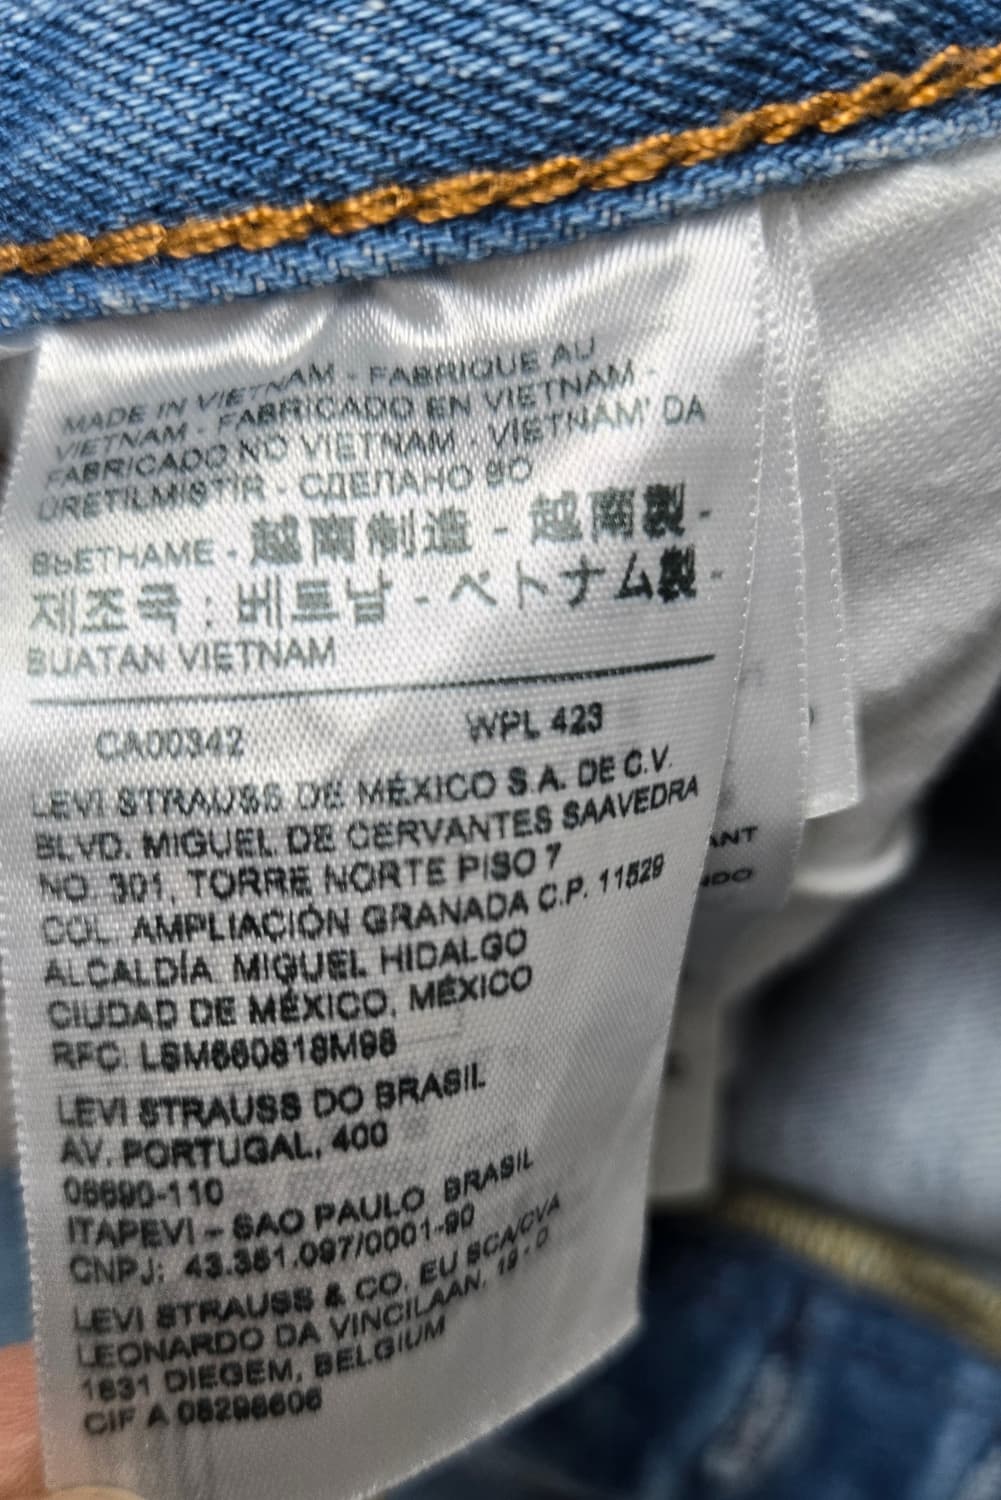 MADE IN VIETNAM - FABRIQUE AU
VIETNAM - FABRICADO EN VIETNAM -
FABRICADO NO VIETNAM - VIETNAM' DA
ÜRETILMISTIR - СДЕЛАНО ВО
ВЬЕТНАМЕ - 越南制造 - 越南製 -
제조국 : 베트남 - ベトナム製 -
BUATAN VIETNAM
CA00342 WPL 423
LEVI STRAUSS DE MÉXICO S.A. DE C.V.
BLVD. MIGUEL DE CERVANTES SAAVEDRA
NO. 301, TORRE NORTE PISO 7
COL. AMPLIACIÓN GRANADA C.P. 11529
ALCALDÍA MIGUEL HIDALGO
CIUDAD DE MÉXICO, MÉXICO
RFC: LSM660818M98
LEVI STRAUSS DO BRASIL
AV. PORTUGAL, 400
06690-110
ITAPEVI - SAO PAULO BRASIL
CNPJ: 43.381.097/0001-90
LEVI STRAUSS & CO. EU SCA/CVA
LEONARDO DA VINCILAAN, 19 - D
1831 DIEGEM, BELGIUM
CIF A 08298606